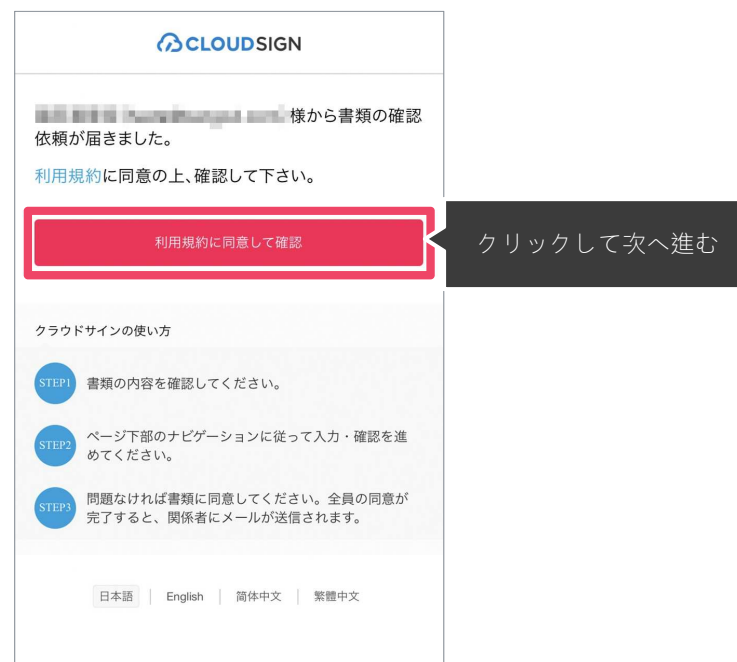 CLOUDSIGN
様から書類の確認
依頼が届きました。
利用規約に同意の上、確認して下さい。
利用規約に同意して確認
クリックして次へ進む
クラウドサインの使い方
STEP1
書類の内容を確認してください。
STEP2
ページ下部のナビゲーションに従って入力・確認を進
めてください。
STEP3
問題なければ書類に同意してください。全員の同意が
完了すると、関係者にメールが送信されます。
日本語 | English | 简体中文 | 繁體中文